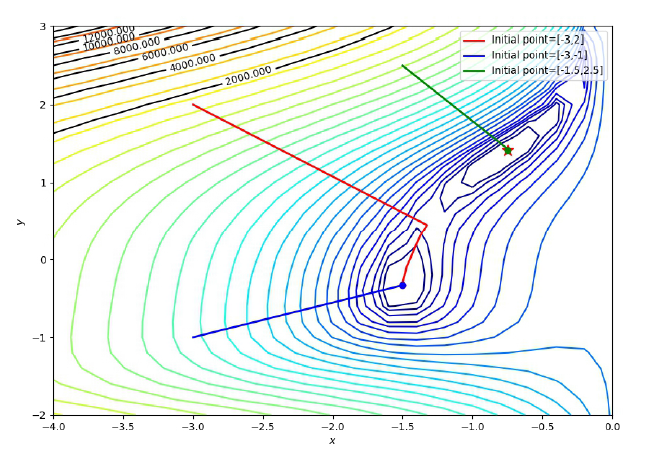 12000.000
10000.000
8000.000
6000.000
4000.000
2000.000
Initial point=[-3,2]
Initial point=[-3,-1]
Initial point=[-1.5,2.5]
3
2
1
0
−1
−2
y
−4.0 −3.5 −3.0 −2.5 −2.0 −1.5 −1.0 −0.5 0.0
x